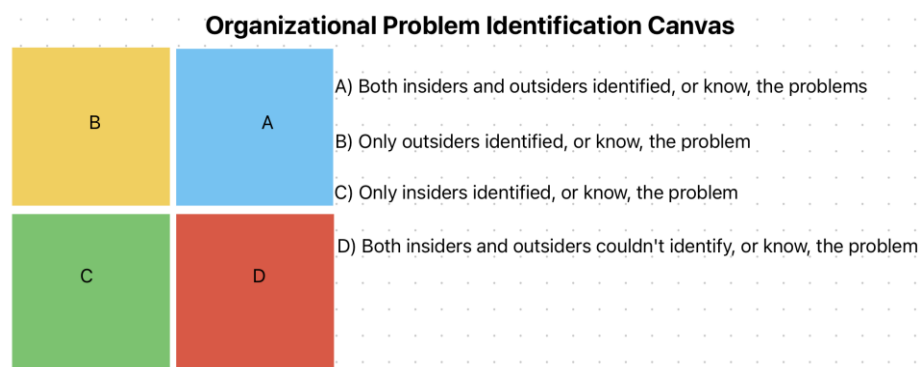 Organizational Problem Identification Canvas
B
A
A) Both insiders and outsiders identified, or know, the problems
B) Only outsiders identified, or know, the problem
C) Only insiders identified, or know, the problem
D) Both insiders and outsiders couldn't identify, or know, the problem
C
D